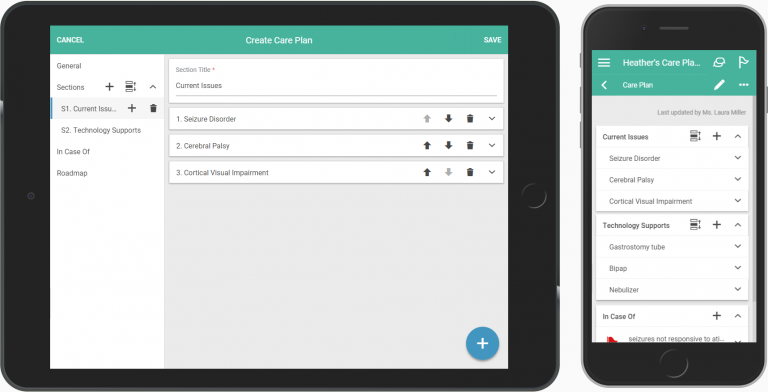 CANCEL Create Care Plan SAVE
General
Sections
S1. Current Issu...
S2. Technology Supports
In Case Of
Roadmap
Section Title *
Current Issues
1. Seizure Disorder
2. Cerebral Palsy
3. Cortical Visual Impairment
Heather's Care Pla...
Care Plan
Last updated by Ms. Laura Miller
Current Issues
Seizure Disorder
Cerebral Palsy
Cortical Visual Impairment
Technology Supports
Gastrostomy tube
Bipap
Nebulizer
In Case Of
seizures not responsive to ati...